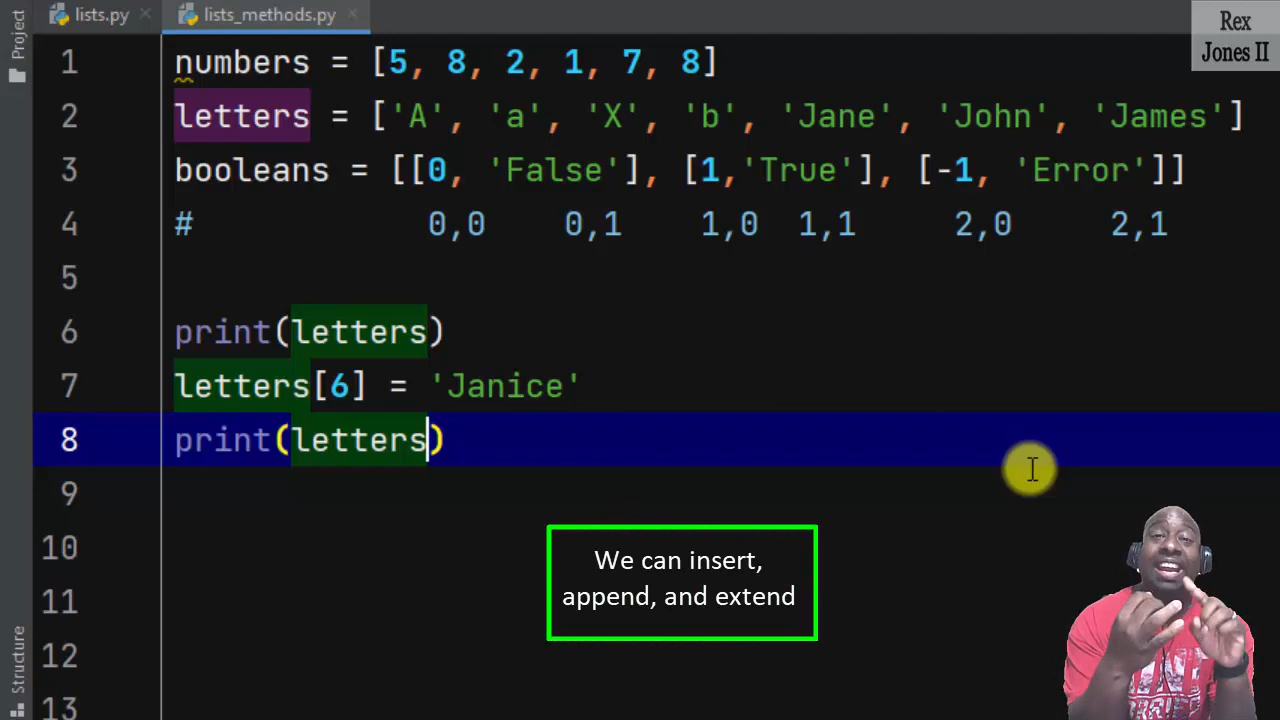 Project
lists.py
lists_methods.py
Rex
Jones II
1 numbers = [5, 8, 2, 1, 7, 8]
2 letters = ['A', 'a', 'X', 'b', 'Jane', 'John', 'James']
3 booleans = [[0, 'False'], [1,'True'], [-1, 'Error']]
4 # 0,0 0,1 1,0 1,1 2,0 2,1
5
6 print(letters)
7 letters[6] = 'Janice'
8 print(letters)
9
10
11
12
13
We can insert,
append, and extend
Structure